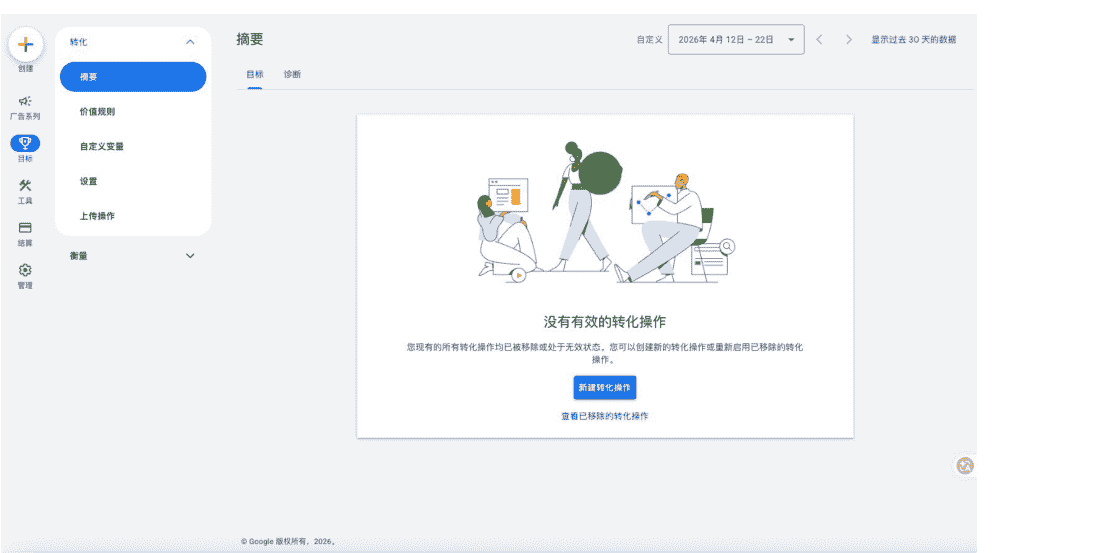 创建
广告系列
目标
工具
结算
管理
转化
摘要
价值规则
自定义变量
设置
上传操作
衡量
摘要
自定义 2026年 4月 12日 – 22日 显示过去 30 天的数据
目标 诊断
没有有效的转化操作
您现有的所有转化操作均已被移除或处于无效状态。您可以创建新的转化操作或重新启用已移除的转化
操作。
新建转化操作
查看已移除的转化操作
© Google 版权所有，2026。